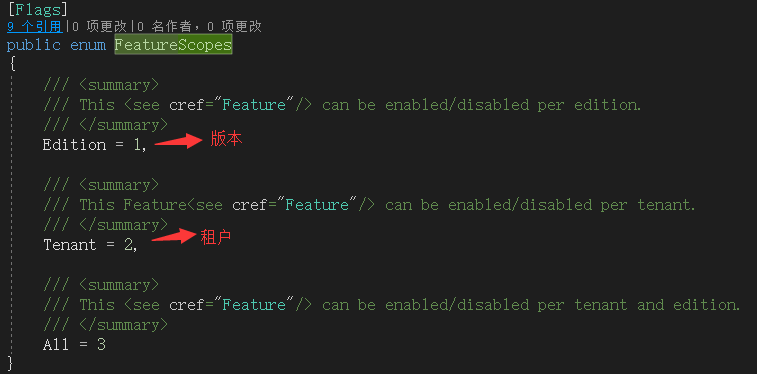 [Flags]
9 个引用|0 项更改|0 名作者，0 项更改
public enum FeatureScopes
{
/// <summary>
/// This <see cref="Feature"/> can be enabled/disabled per edition.
/// </summary>
Edition = 1, 版本
/// <summary>
/// This Feature<see cref="Feature"/> can be enabled/disabled per tenant.
/// </summary>
Tenant = 2, 租户
/// <summary>
/// This <see cref="Feature"/> can be enabled/disabled per tenant and edition.
/// </summary>
All = 3
}